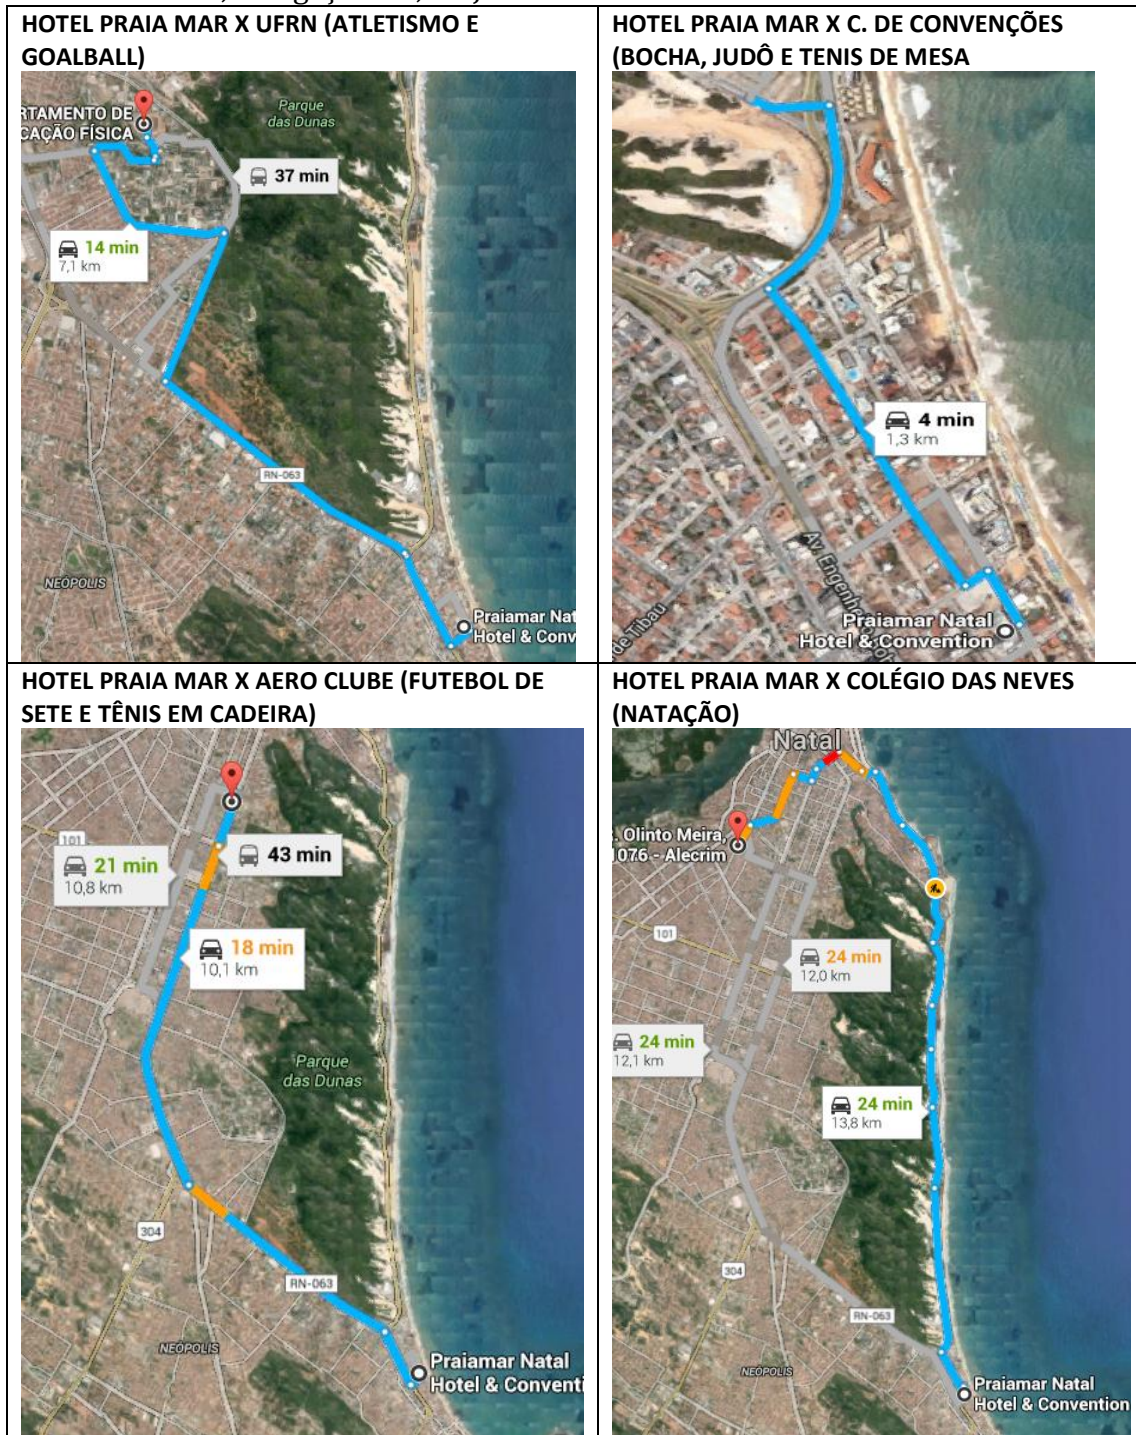 HOTEL PRAIA MAR X UFRN (ATLETISMO E
GOALBALL)
Parque
das Dunas
RTAMENTO DE
CAÇÃO FÍSICA
37 min
14 min
7,1 km
RN-063
NEÓPOLIS
Praiamar Nat
Hotel & Conv
HOTEL PRAIA MAR X C. DE CONVENÇÕES
(BOCHA, JUDÔ E TENIS DE MESA
4 min
1,3 km
Av. Engenhe
de Tibau
Praiamar Natal
Hotel & Convention
HOTEL PRAIA MAR X AERO CLUBE (FUTEBOL DE
SETE E TÊNIS EM CADEIRA)
101
21 min
10,8 km
43 min
18 min
10,1 km
Parque
das Dunas
304
RN-063
NEÓPOLIS
Praiamar Natal
Hotel & Conventi
HOTEL PRAIA MAR X COLÉGIO DAS NEVES
(NATAÇÃO)
Natal
. Olinto Meira,
1076 - Alecrim
101
24 min
12,0 km
24 min
12,1 km
24 min
13,8 km
304
RN-063
NEÓPOLIS
Praiamar Natal
Hotel & Convention